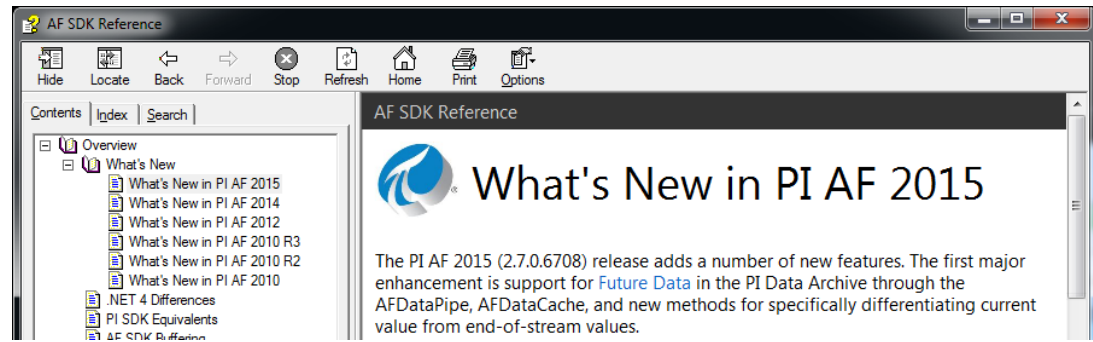 AF SDK Reference
Hide Locate Back Forward Stop Refresh Home Print Options
Contents Index Search
AF SDK Reference
Overview
What's New
What's New in PI AF 2015
What's New in PI AF 2014
What's New in PI AF 2012
What's New in PI AF 2010 R3
What's New in PI AF 2010 R2
What's New in PI AF 2010
.NET 4 Differences
PI SDK Equivalents
AF SDK Buffering
What's New in PI AF 2015
The PI AF 2015 (2.7.0.6708) release adds a number of new features. The first major
enhancement is support for Future Data in the PI Data Archive through the
AFDataPipe, AFDataCache, and new methods for specifically differentiating current
value from end-of-stream values.